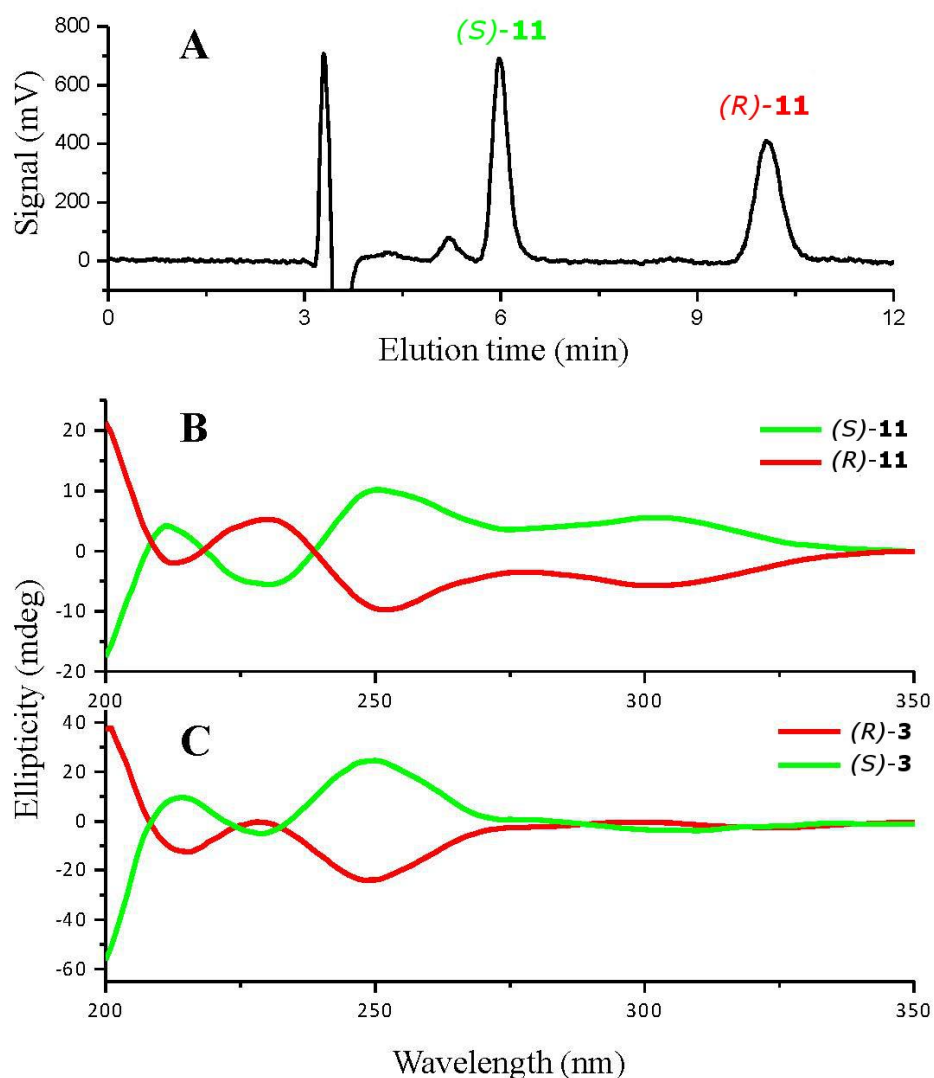 A
(S)-11
(R)-11
Signal (mV)
800
600
400
200
0
0 3 6 9 12
Elution time (min)
B
(S)-11
(R)-11
20
10
0
-10
-20
200 250 300 350
Ellipticity (mdeg)
C
(R)-3
(S)-3
40
20
0
-20
-40
-60
200 250 300 350
Wavelength (nm)